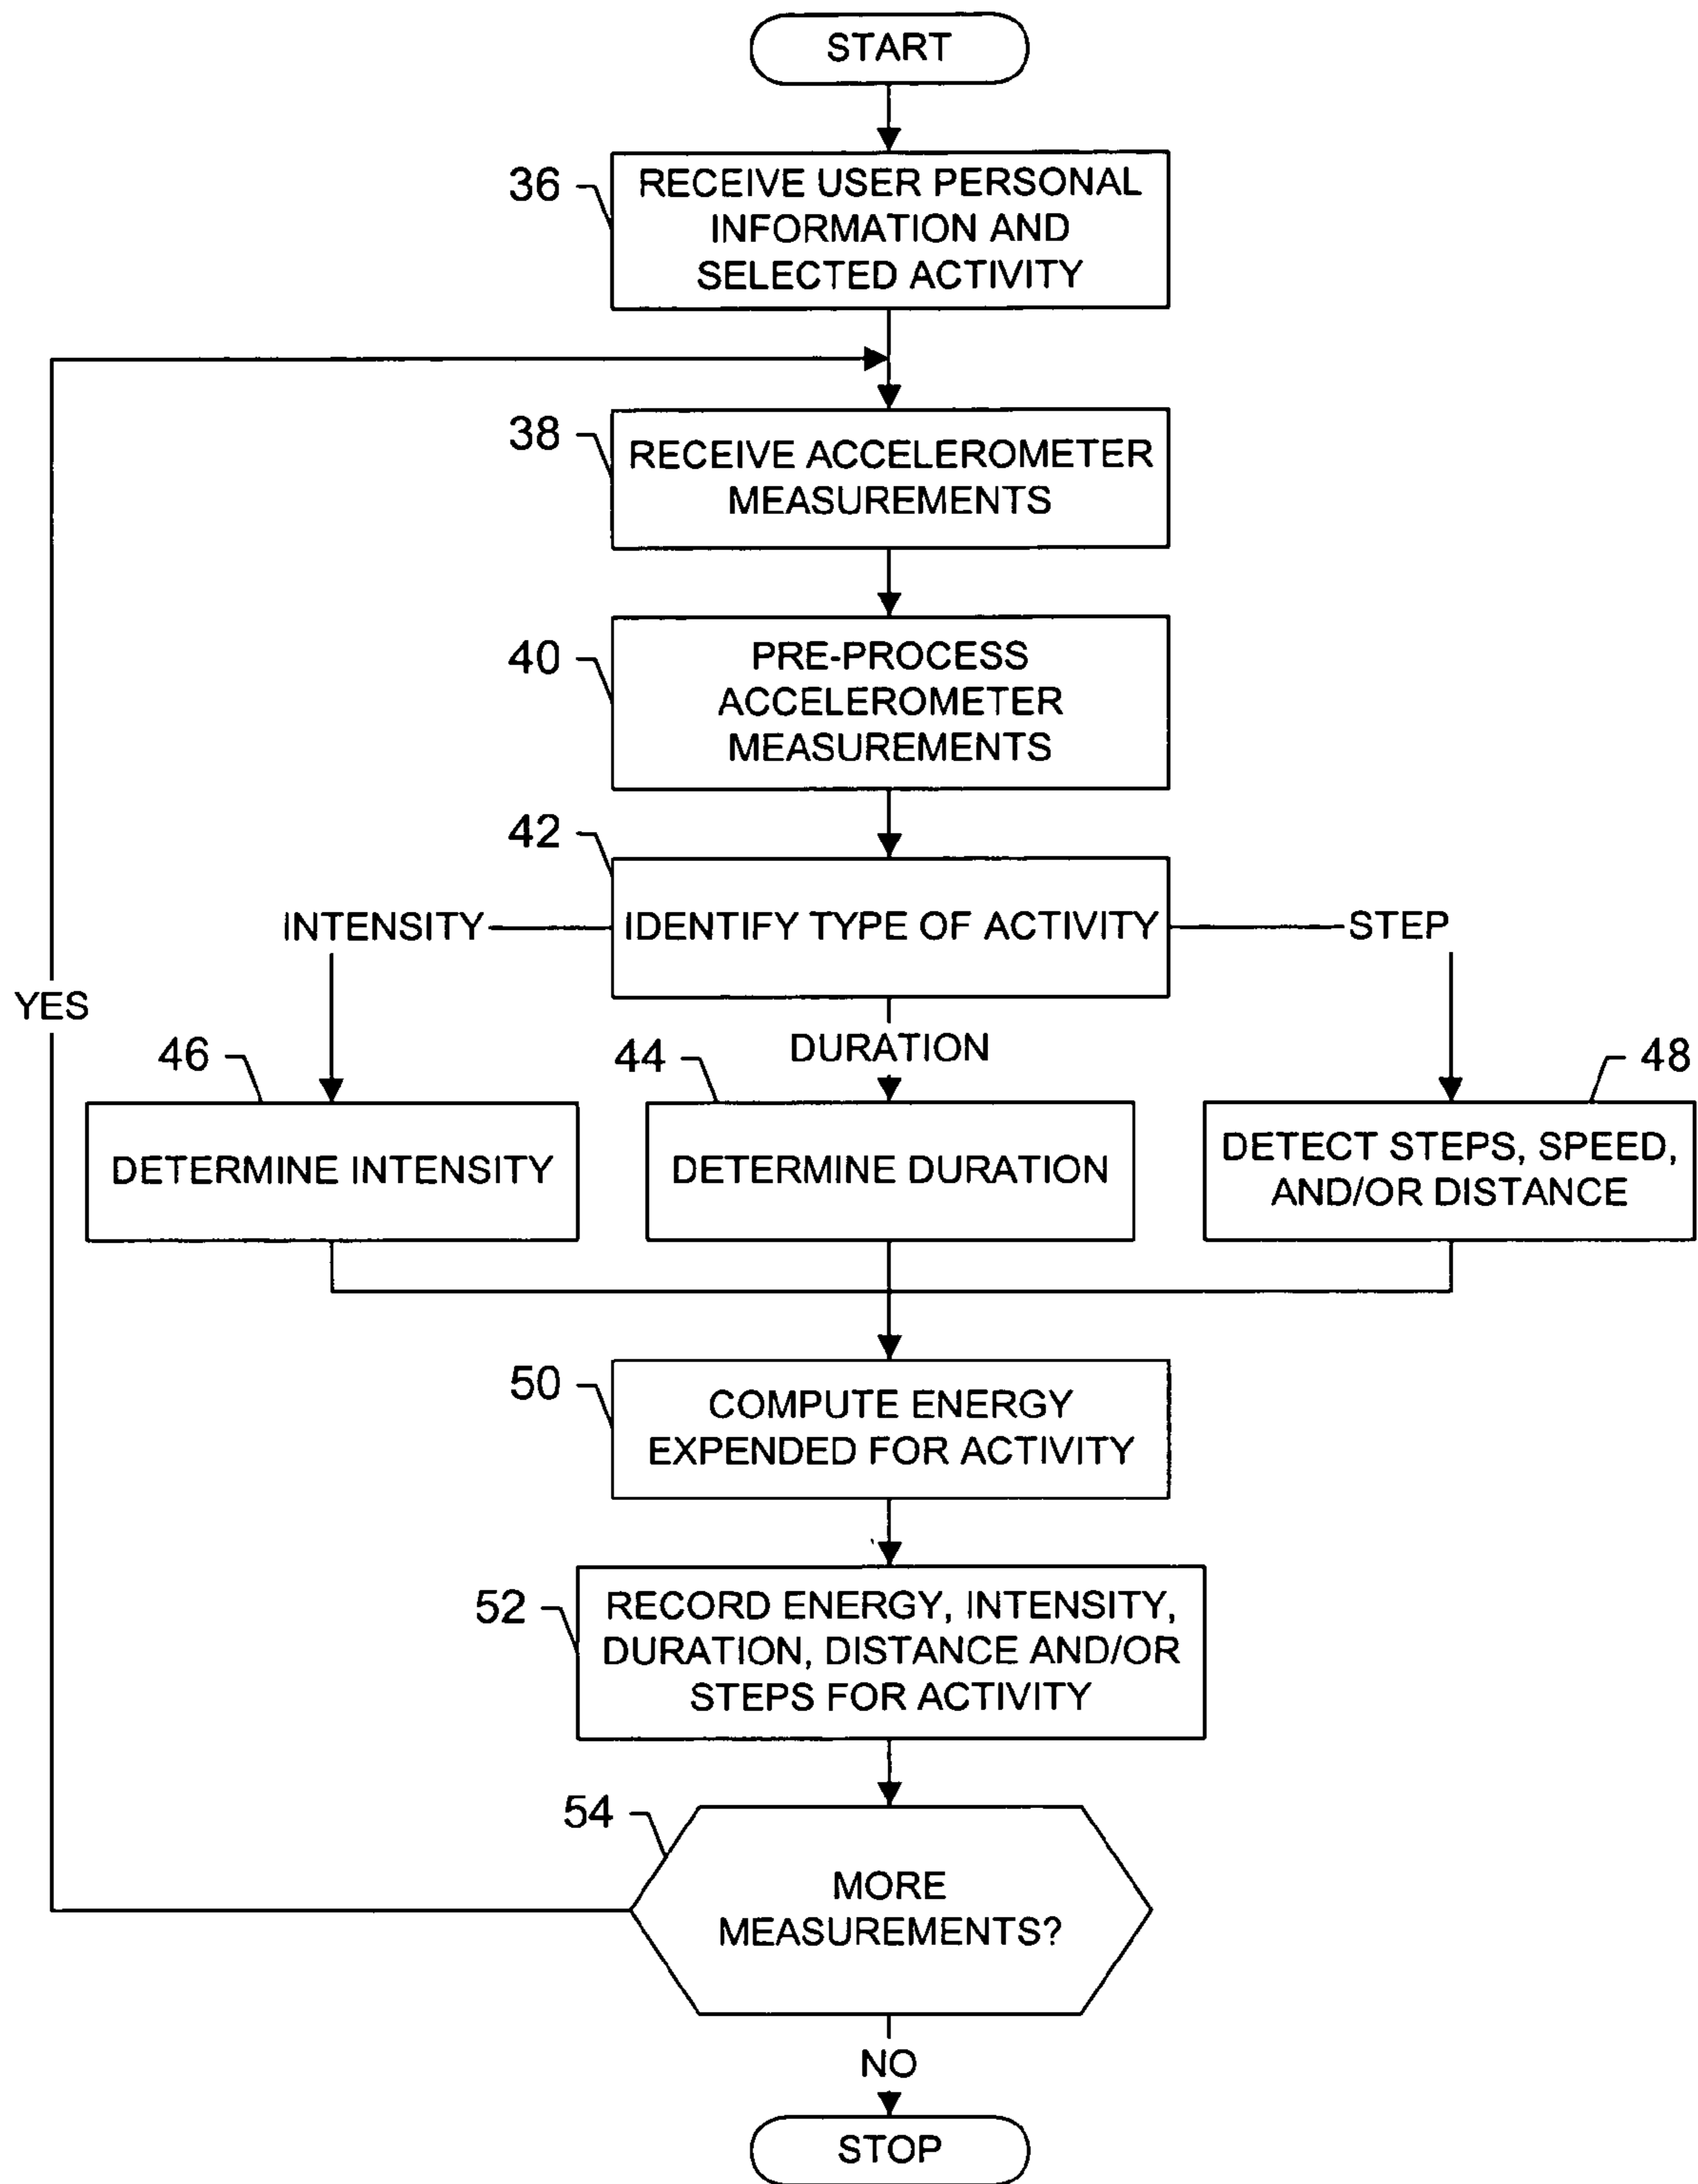 START
36
RECEIVE USER PERSONAL
INFORMATION AND
SELECTED ACTIVITY
38
RECEIVE ACCELEROMETER
MEASUREMENTS
40
PRE-PROCESS
ACCELEROMETER
MEASUREMENTS
42
INTENSITY
IDENTIFY TYPE OF ACTIVITY
STEP
YES
DURATION
46
DETERMINE INTENSITY
44
DETERMINE DURATION
48
DETECT STEPS, SPEED,
AND/OR DISTANCE
50
COMPUTE ENERGY
EXPENDED FOR ACTIVITY
52
RECORD ENERGY, INTENSITY,
DURATION, DISTANCE AND/OR
STEPS FOR ACTIVITY
54
MORE
MEASUREMENTS?
NO
STOP